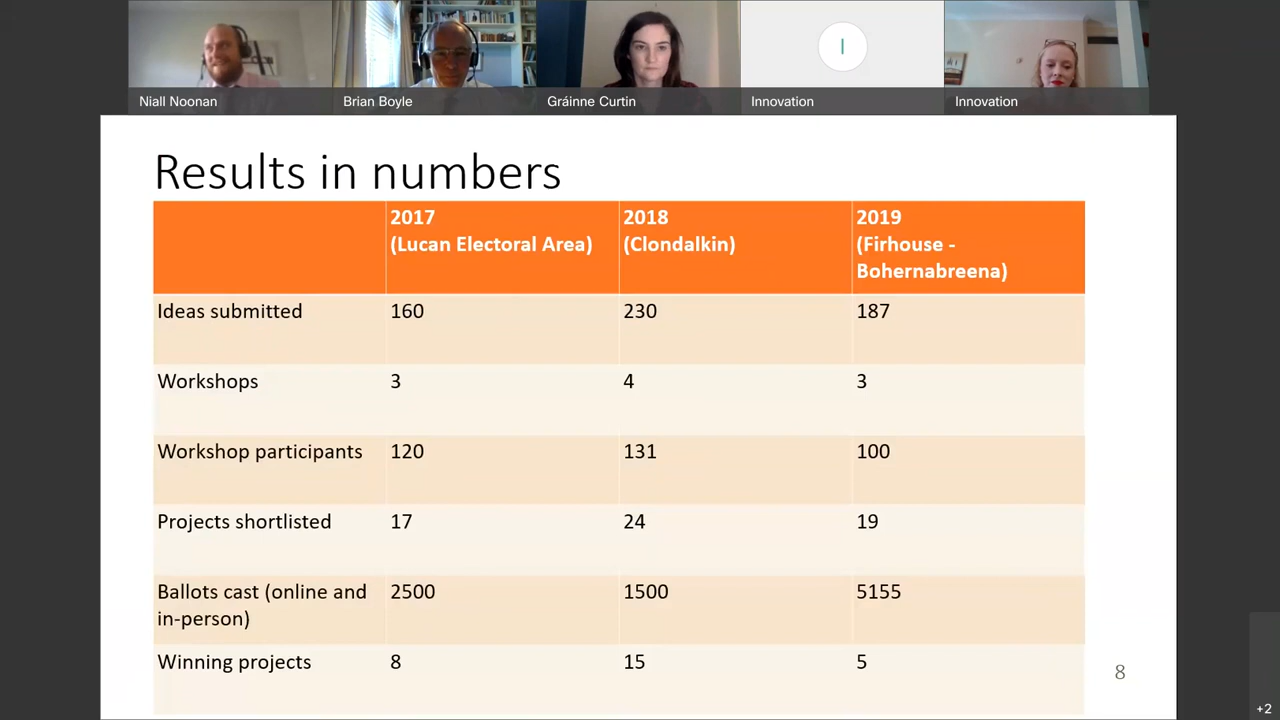 Niall Noonan
Brian Boyle
Gráinne Curtin
I
Innovation
Innovation
Results in numbers
2017
(Lucan Electoral Area)
2018
(Clondalkin)
2019
(Firhouse -
Bohernabreena)
Ideas submitted
160
230
187
Workshops
3
4
3
Workshop participants
120
131
100
Projects shortlisted
17
24
19
Ballots cast (online and
in-person)
2500
1500
5155
Winning projects
8
15
5
8
+2